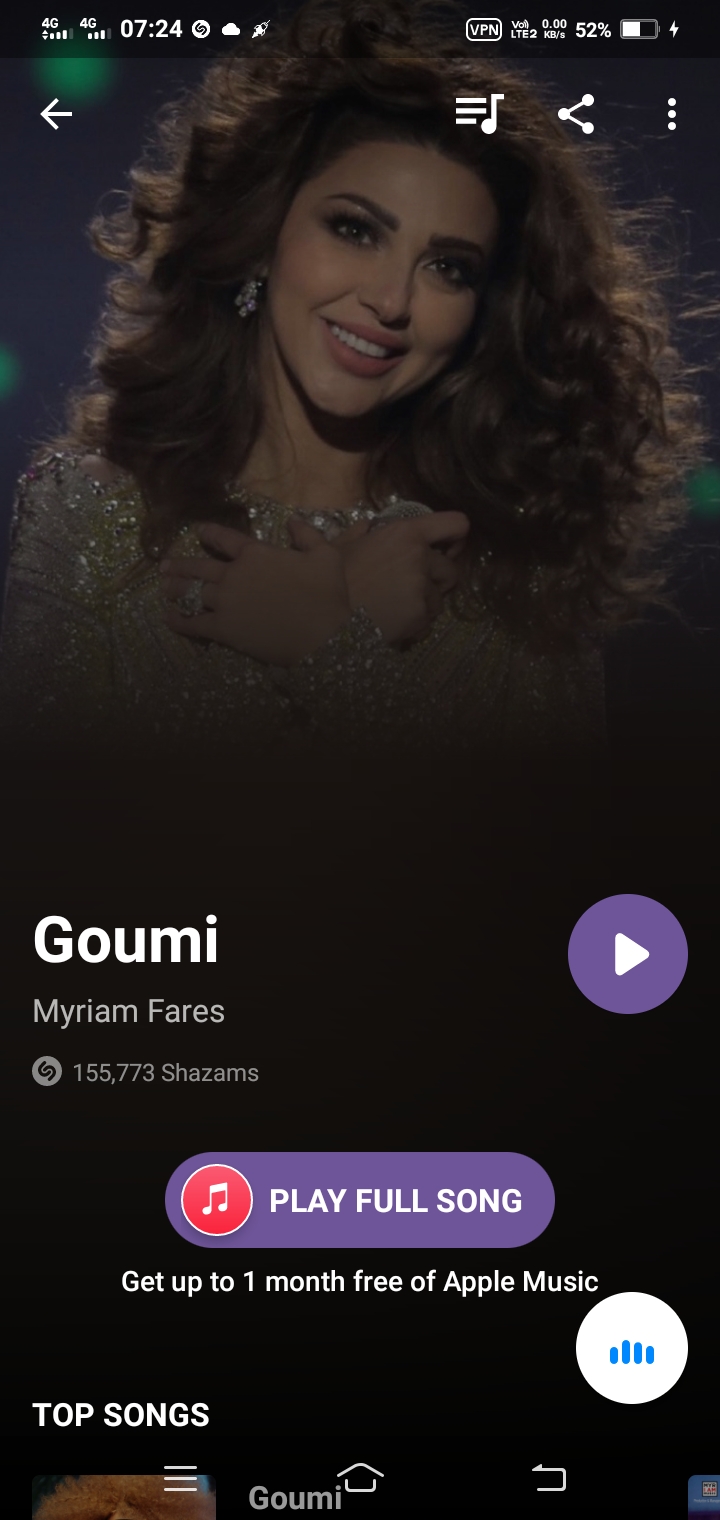 4G 4G 07:24 VPN Vo)) LTE2 0.00 KB/s 52%
Goumi
Myriam Fares
155,773 Shazams
PLAY FULL SONG
Get up to 1 month free of Apple Music
TOP SONGS
Goumi